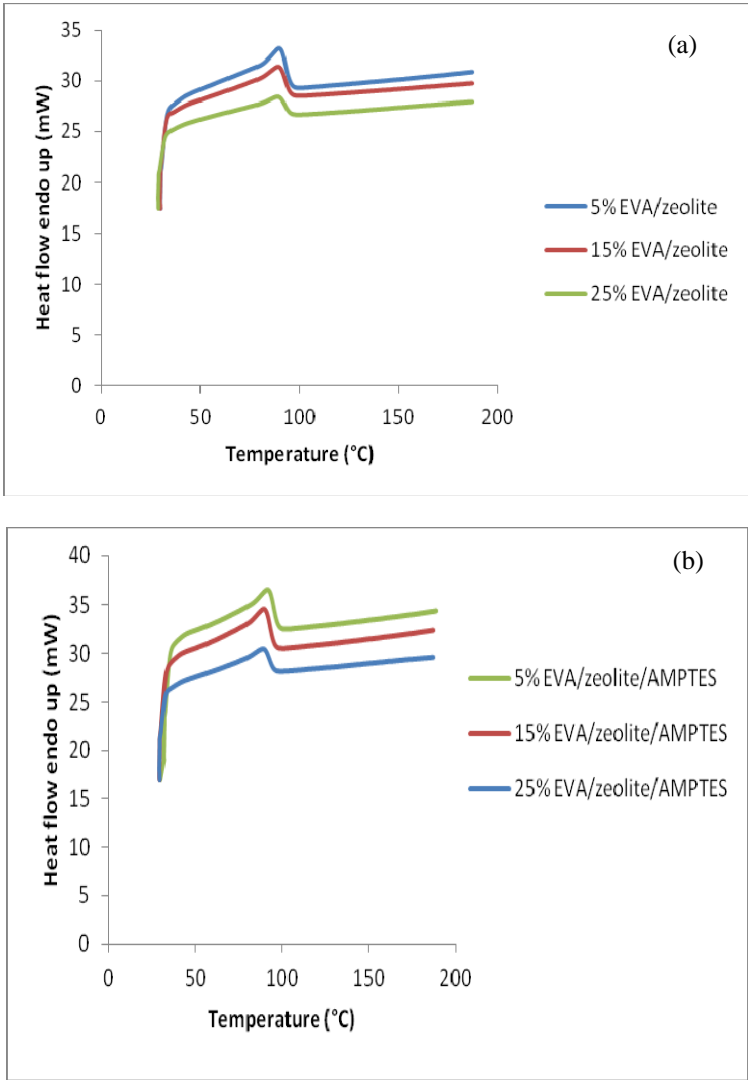 (a)
Heat flow endo up (mW)
35
30
25
20
15
10
5
0
0 50 100 150 200
Temperature (°C)
5% EVA/zeolite
15% EVA/zeolite
25% EVA/zeolite
(b)
Heat flow endo up (mW)
40
35
30
25
20
15
10
5
0
0 50 100 150 200
Temperature (°C)
5% EVA/zeolite/AMPTES
15% EVA/zeolite/AMPTES
25% EVA/zeolite/AMPTES